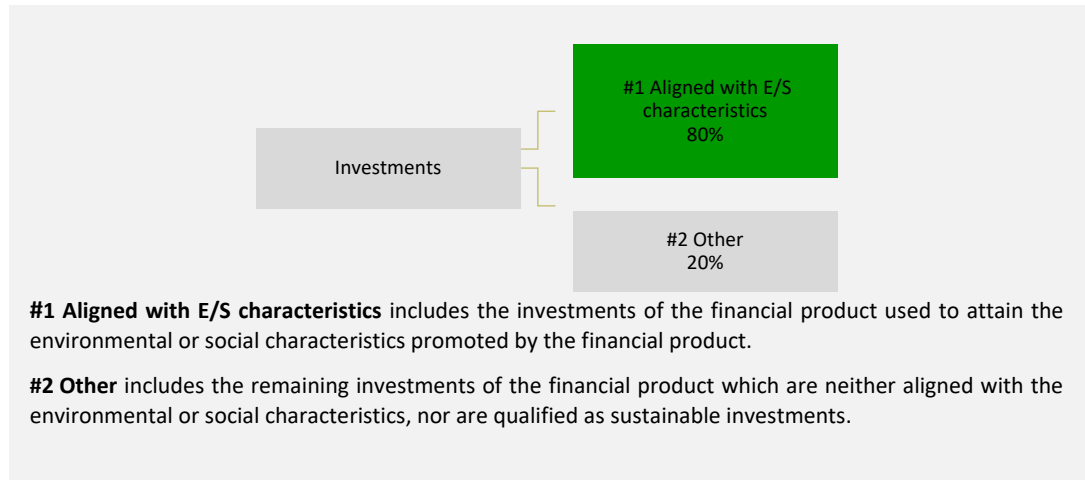 #1 Aligned with E/S
characteristics
80%
Investments
#2 Other
20%
#1 Aligned with E/S characteristics includes the investments of the financial product used to attain the
environmental or social characteristics promoted by the financial product.
#2 Other includes the remaining investments of the financial product which are neither aligned with the
environmental or social characteristics, nor are qualified as sustainable investments.